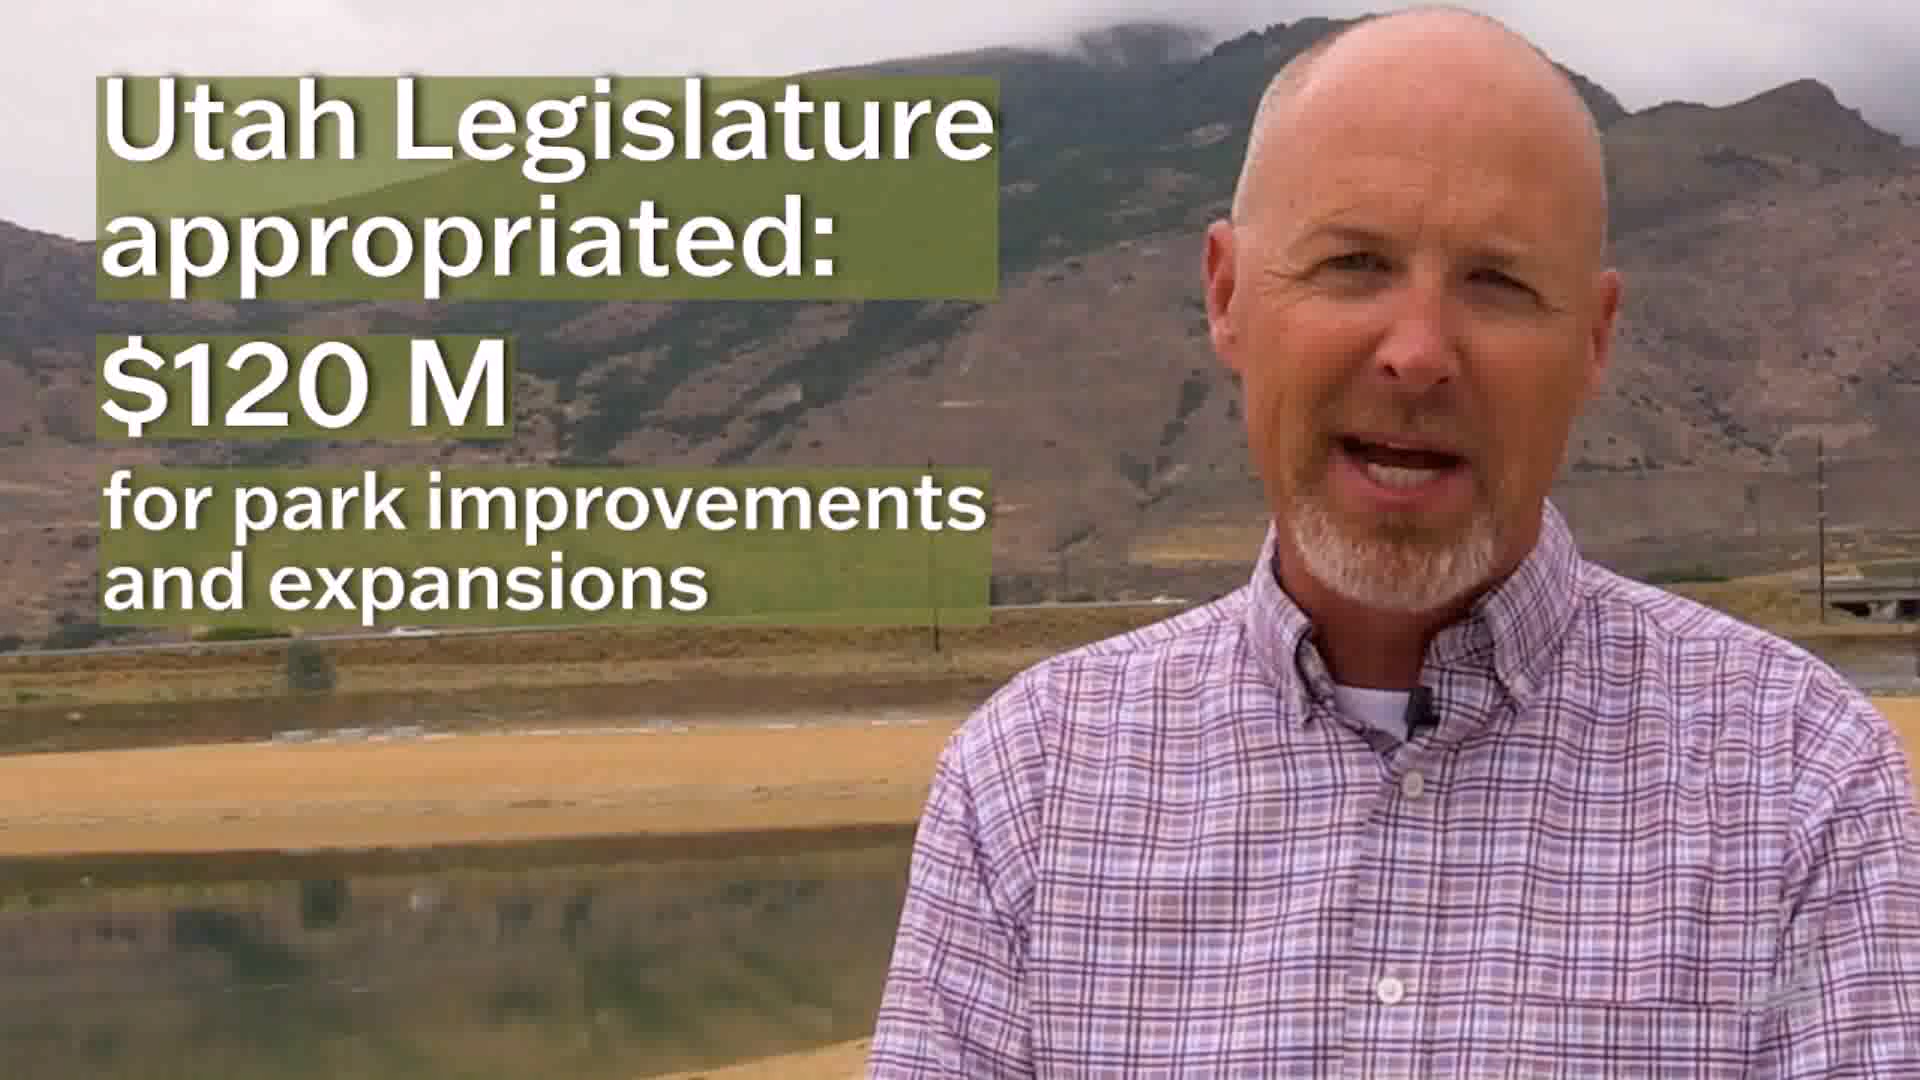 Utah Legislature
appropriated:
$120 M
for park improvements
and expansions